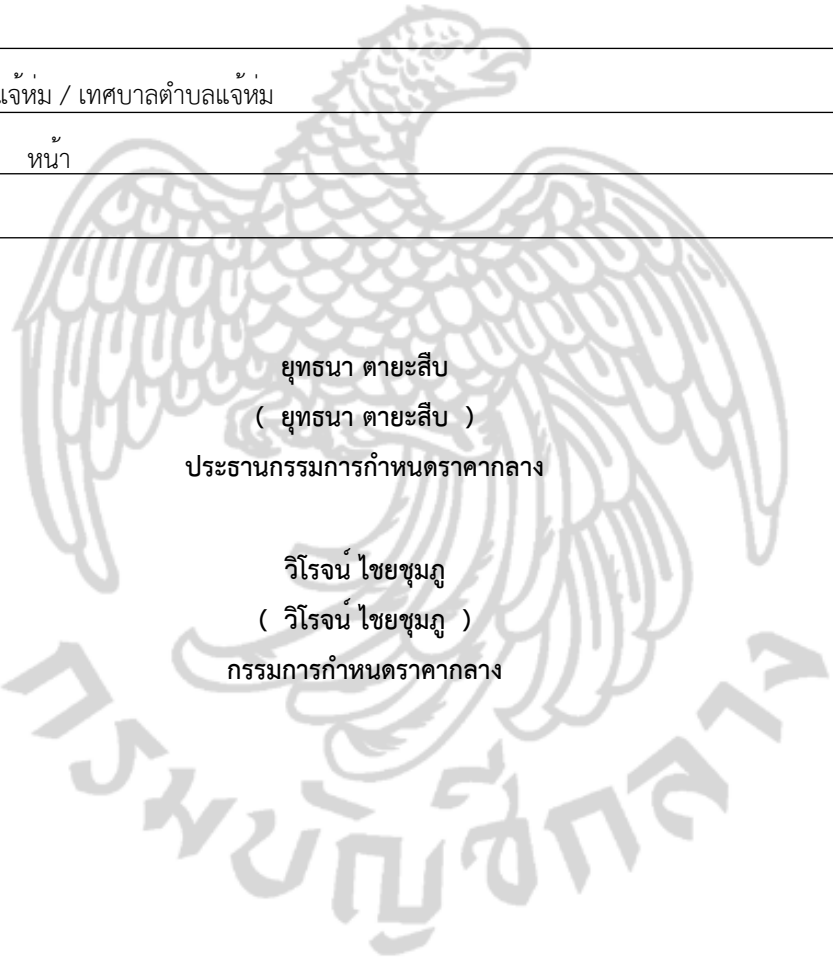 แจ้ห่ม / เทศบาลตำบลแจ้ห่ม
หน้า
ยุทธนา ตายะสืบ
( ยุทธนา ตายะสืบ )
ประธานกรรมการกำหนดราคากลาง
วิโรจน์ ไชยชุมภู
( วิโรจน์ ไชยชุมภู )
กรรมการกำหนดราคากลาง
กรมบัญชีกลาง